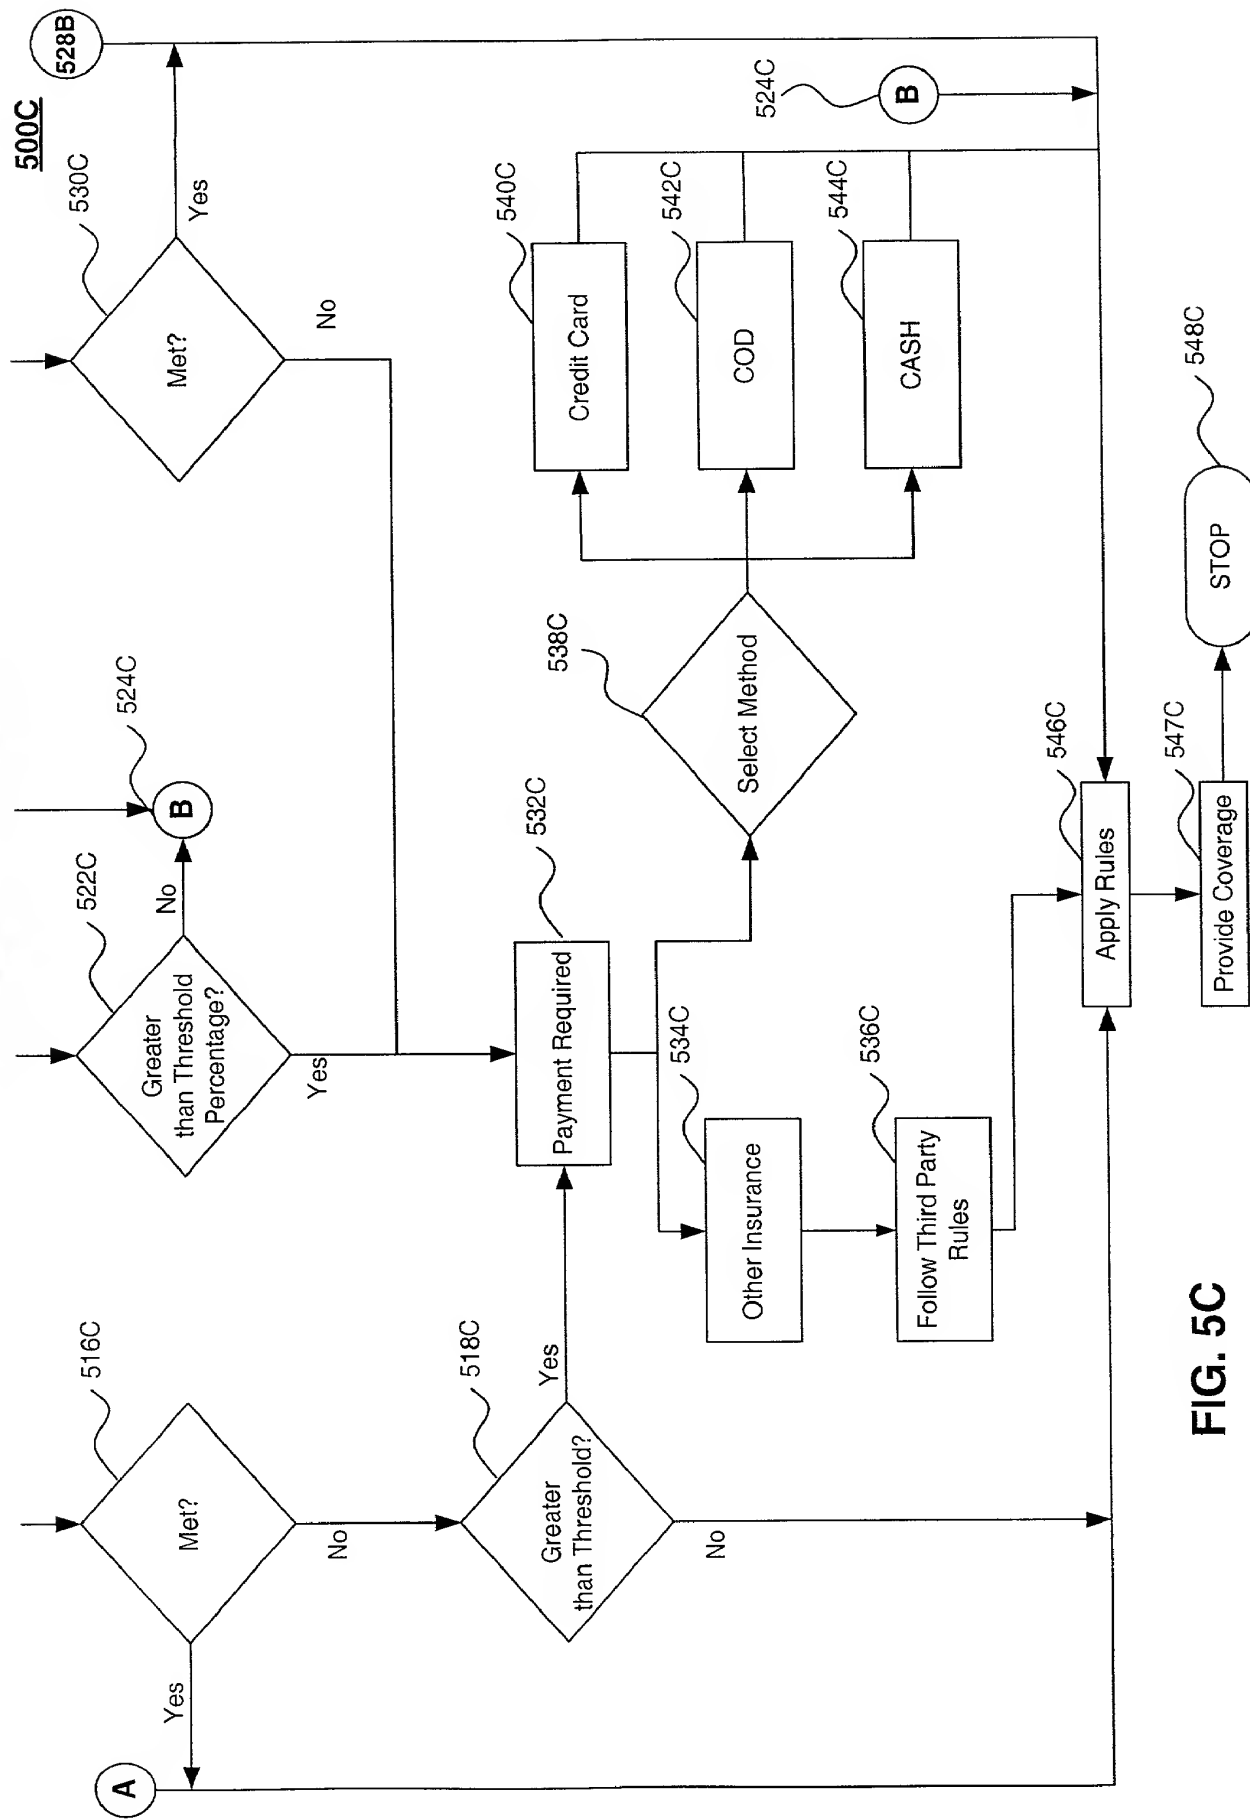 500C
528B
530C
Met?
Yes
No
524C
B
522C
Greater
than Threshold
Percentage?
No
Yes
516C
Met?
Yes
No
A
518C
Greater
than Threshold?
Yes
No
532C
Payment Required
534C
Other Insurance
536C
Follow Third Party
Rules
538C
Select Method
540C
Credit Card
542C
COD
544C
CASH
524C
B
546C
Apply Rules
547C
Provide Coverage
548C
STOP
FIG. 5C